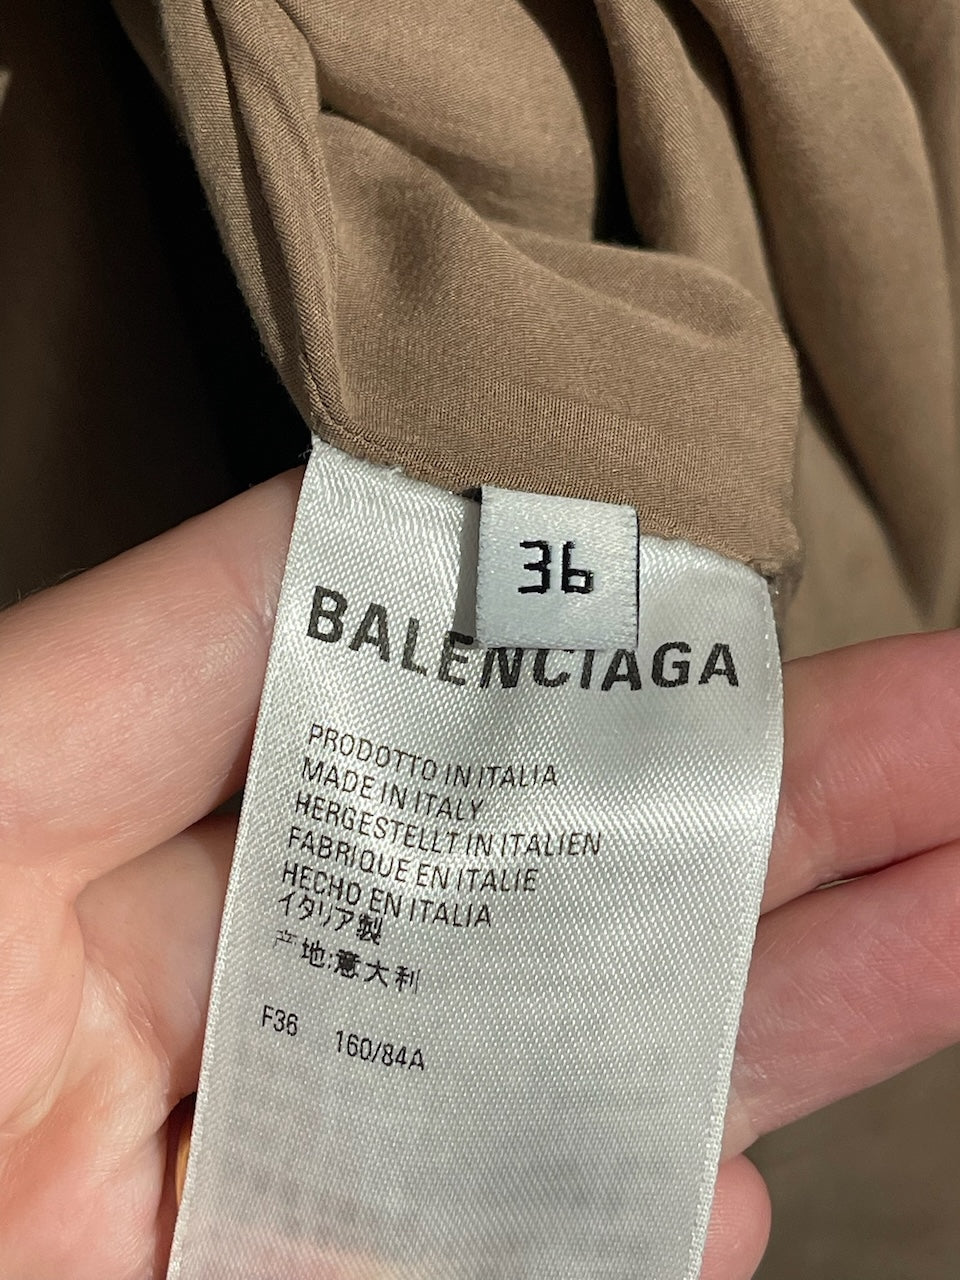 36
BALENCIAGA
PRODOTTO IN ITALIA
MADE IN ITALY
HERGESTELLT IN ITALIEN
FABRIQUE EN ITALIE
HECHO EN ITALIA
イタリア製
产地:意大利
F36 160/84A